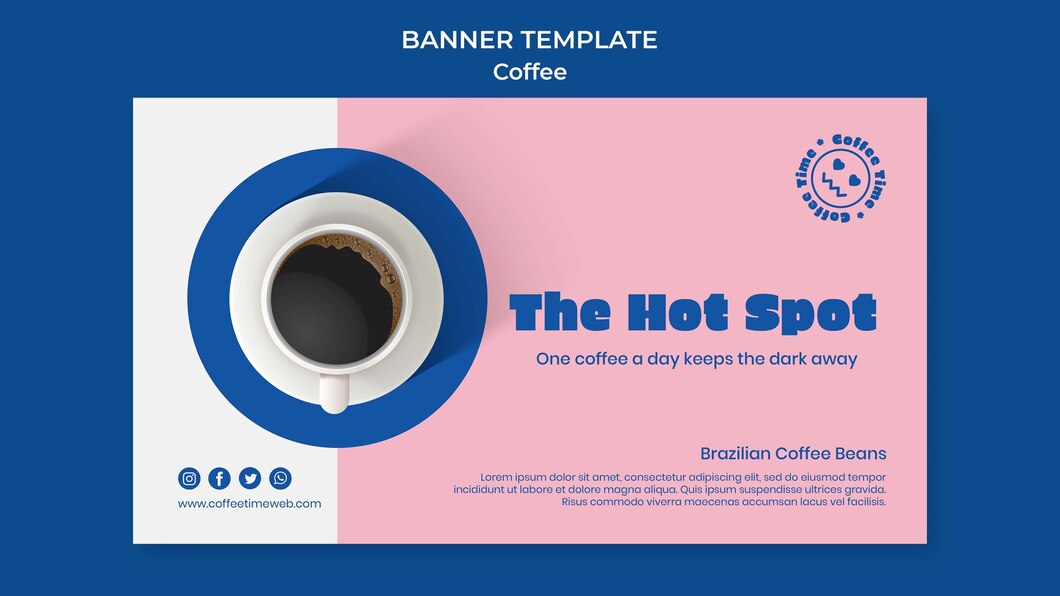 BANNER TEMPLATE
Coffee
Coffee Time * Coffee Time *
The Hot Spot
One coffee a day keeps the dark away
Brazilian Coffee Beans
Lorem ipsum dolor sit amet, consectetur adipiscing elit, sed do eiusmod tempor
incididunt ut labore et dolore magna aliqua. Quis ipsum suspendisse ultrices gravida.
Risus commodo viverra maecenas accumsan lacus vel facilisis.
www.coffeetimeweb.com